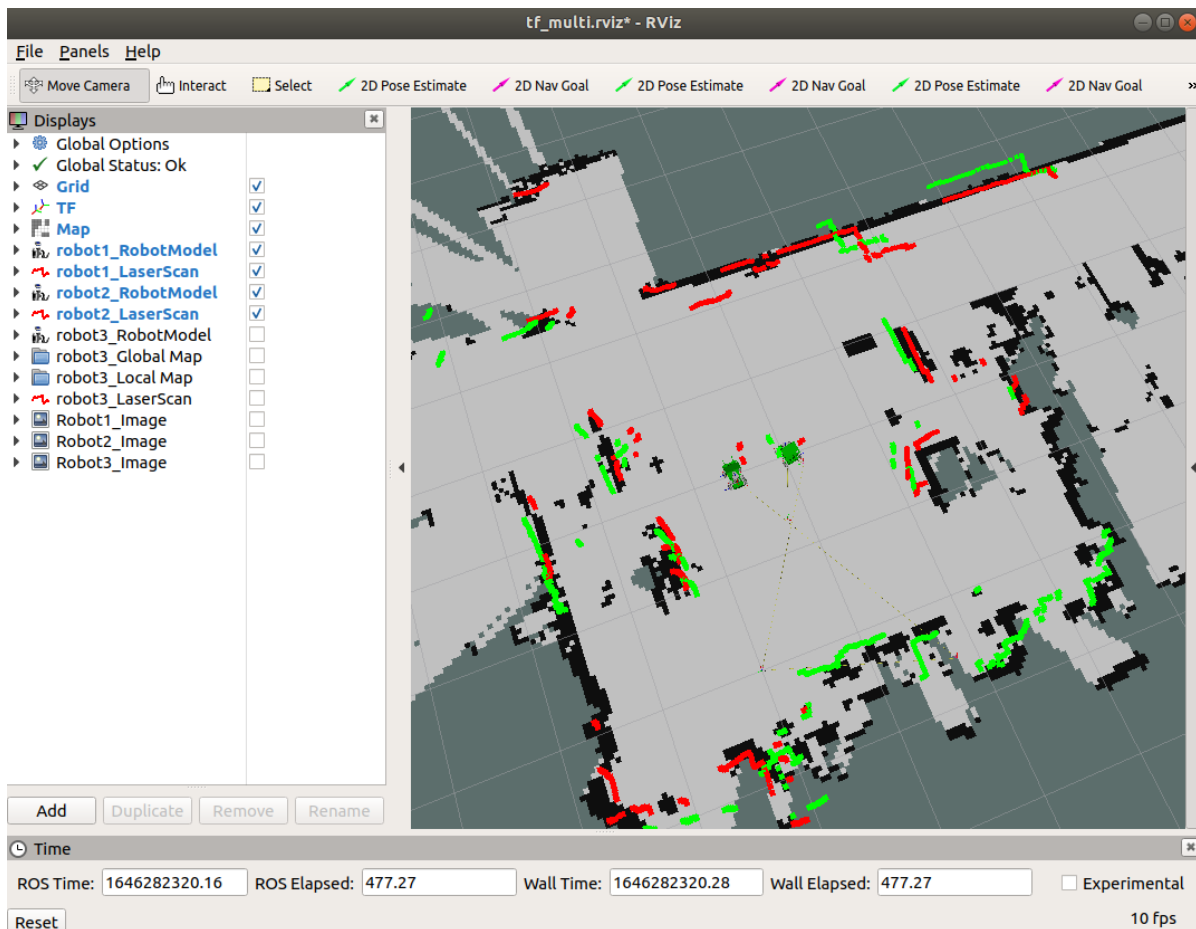 tf_multi.rviz* - RViz
File Panels Help
Move Camera Interact Select 2D Pose Estimate 2D Nav Goal 2D Pose Estimate 2D Nav Goal 2D Pose Estimate 2D Nav Goal »
Displays
Global Options
Global Status: Ok
Grid
TF
Map
robot1_RobotModel
robot1_LaserScan
robot2_RobotModel
robot2_LaserScan
robot3_RobotModel
robot3_Global Map
robot3_Local Map
robot3_LaserScan
Robot1_Image
Robot2_Image
Robot3_Image
Add Duplicate Remove Rename
Time
ROS Time: 1646282320.16 ROS Elapsed: 477.27 Wall Time: 1646282320.28 Wall Elapsed: 477.27 Experimental
Reset 10 fps